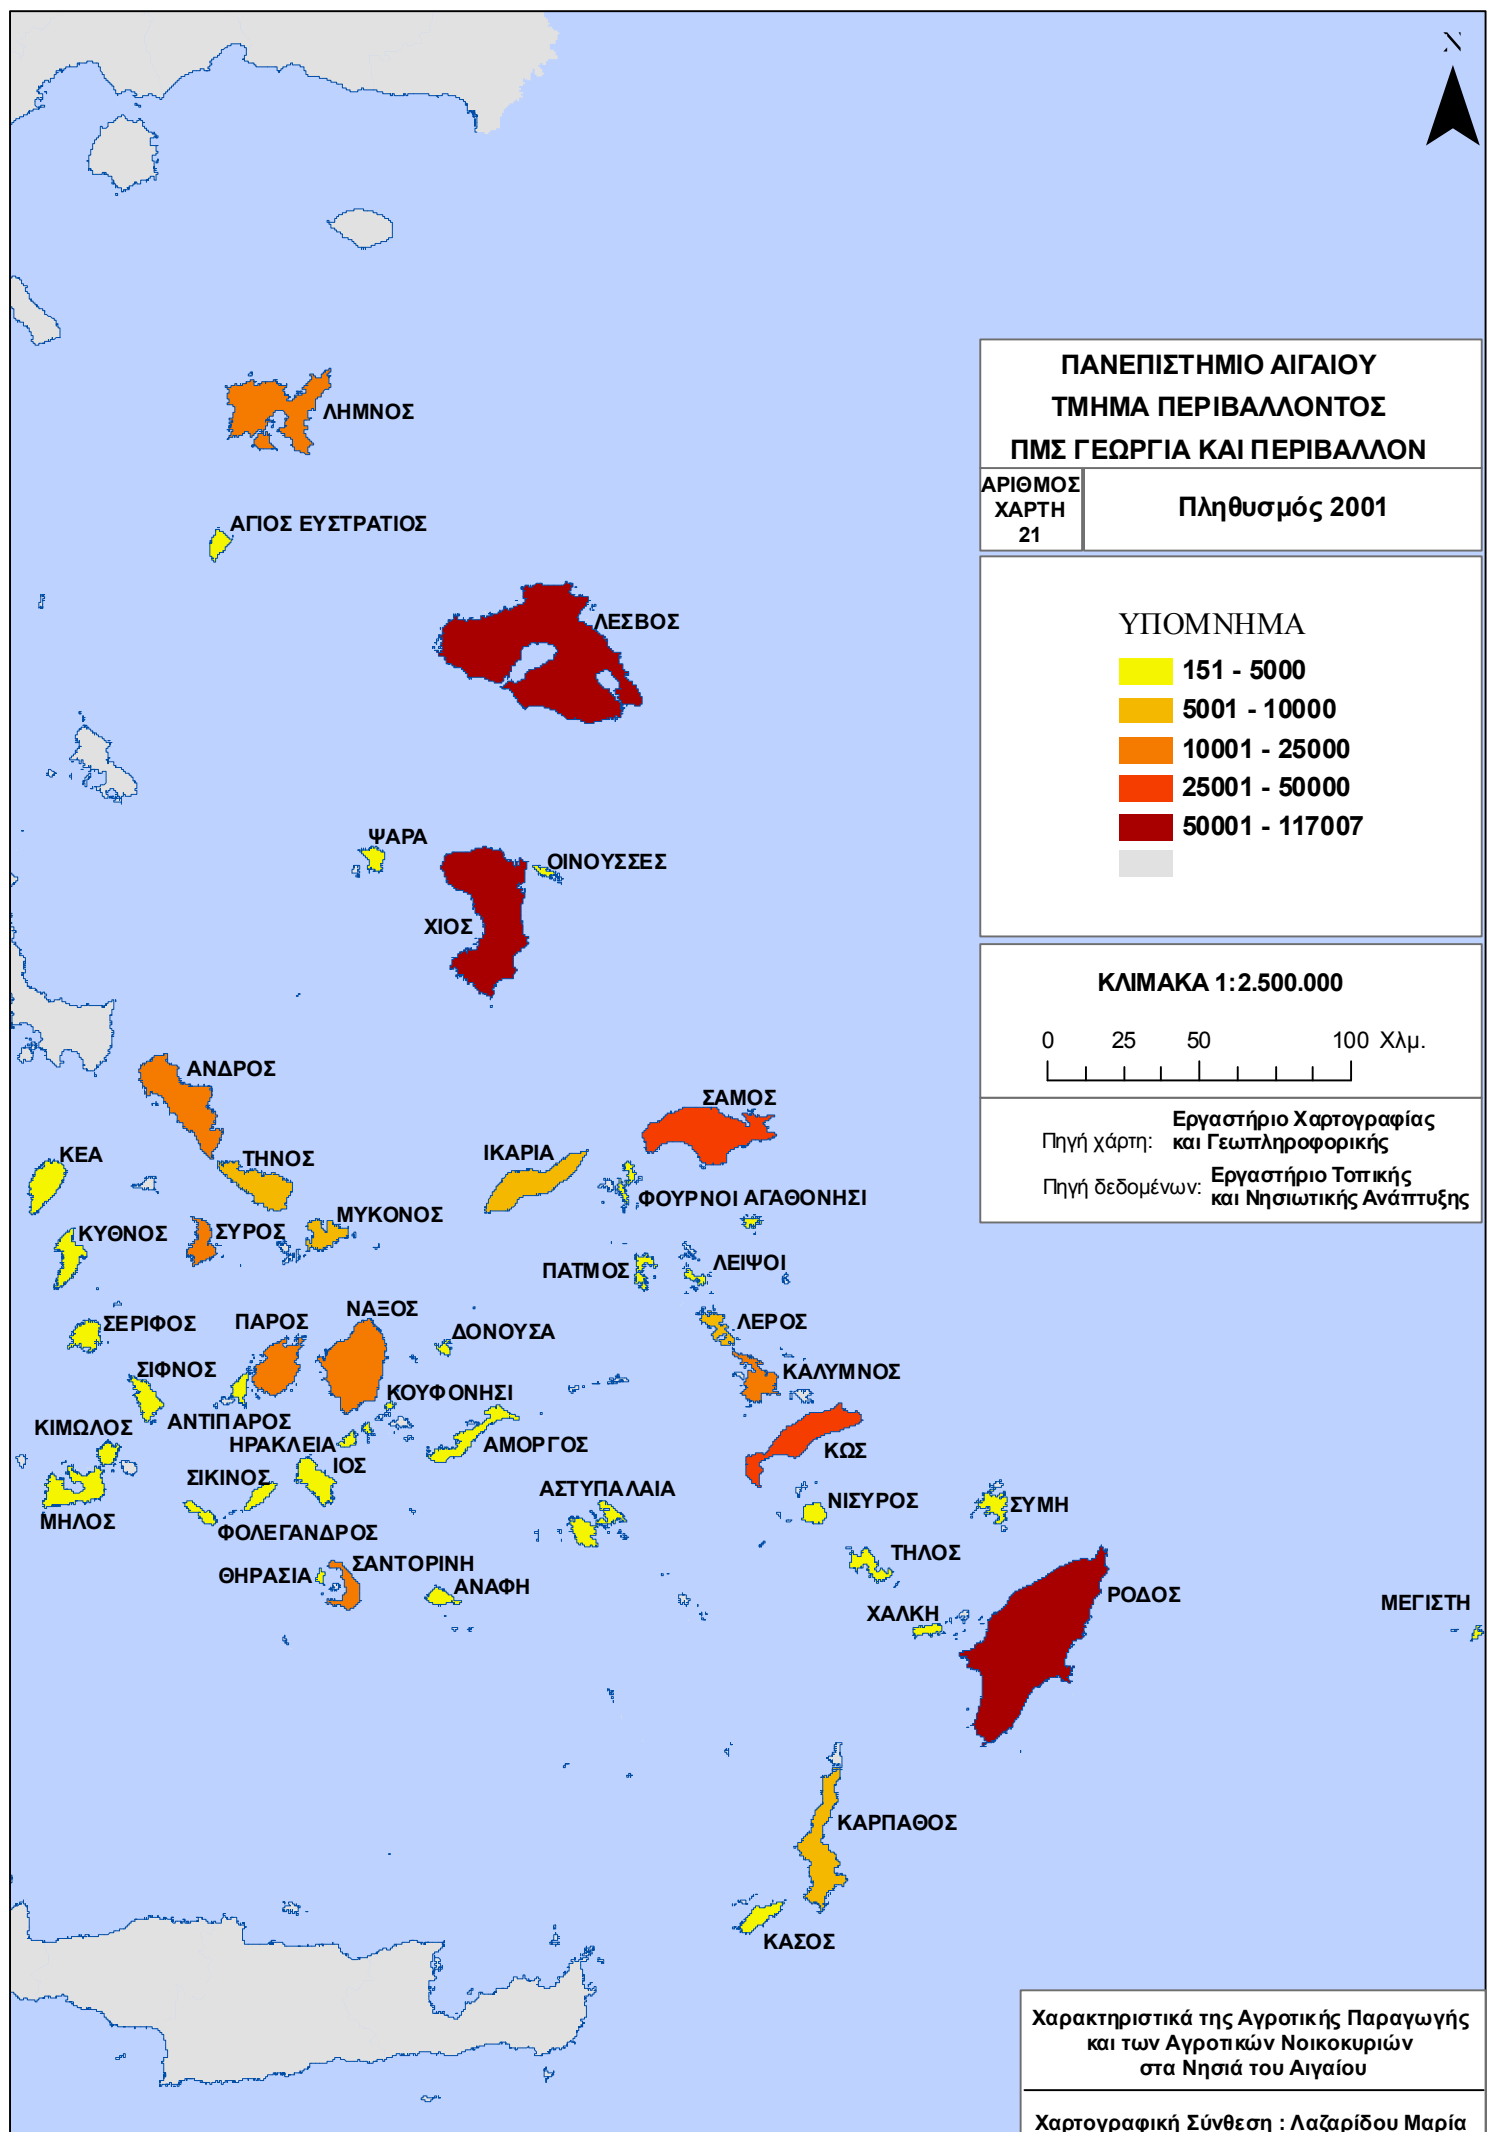 N
ΠΑΝΕΠΙΣΤΗΜΙΟ ΑΙΓΑΙΟΥ
ΤΜΗΜΑ ΠΕΡΙΒΑΛΛΟΝΤΟΣ
ΠΜΣ ΓΕΩΡΓΙΑ ΚΑΙ ΠΕΡΙΒΑΛΛΟΝ
ΑΡΙΘΜΟΣ
ΧΑΡΤΗ
21
Πληθυσμός 2001
ΥΠΟΜΝΗΜΑ
151 - 5000
5001 - 10000
10001 - 25000
25001 - 50000
50001 - 117007
ΚΛΙΜΑΚΑ 1:2.500.000
0 25 50 100 Χλμ.
Πηγή χάρτη: Εργαστήριο Χαρτογραφίας
και Γεωπληροφορικής
Πηγή δεδομένων: Εργαστήριο Τοπικής
και Νησιωτικής Ανάπτυξης
ΛΗΜΝΟΣ
ΑΓΙΟΣ ΕΥΣΤΡΑΤΙΟΣ
ΛΕΣΒΟΣ
ΨΑΡΑ
ΟΙΝΟΥΣΣΕΣ
ΧΙΟΣ
ΑΝΔΡΟΣ
ΣΑΜΟΣ
ΚΕΑ
ΤΗΝΟΣ
ΙΚΑΡΙΑ
ΦΟΥΡΝΟΙ ΑΓΑΘΟΝΗΣΙ
ΚΥΘΝΟΣ
ΣΥΡΟΣ
ΜΥΚΟΝΟΣ
ΠΑΤΜΟΣ
ΛΕΙΨΟΙ
ΣΕΡΙΦΟΣ
ΠΑΡΟΣ
ΝΑΞΟΣ
ΔΟΝΟΥΣΑ
ΛΕΡΟΣ
ΣΙΦΝΟΣ
ΚΑΛΥΜΝΟΣ
ΚΟΥΦΟΝΗΣΙ
ΑΝΤΙΠΑΡΟΣ
ΚΙΜΩΛΟΣ
ΗΡΑΚΛΕΙΑ
ΑΜΟΡΓΟΣ
ΚΩΣ
ΙΟΣ
ΣΙΚΙΝΟΣ
ΑΣΤΥΠΑΛΑΙΑ
ΝΙΣΥΡΟΣ
ΣΥΜΗ
ΜΗΛΟΣ
ΦΟΛΕΓΑΝΔΡΟΣ
ΤΗΛΟΣ
ΣΑΝΤΟΡΙΝΗ
ΘΗΡΑΣΙΑ
ΑΝΑΦΗ
ΡΟΔΟΣ
ΜΕΓΙΣΤΗ
ΧΑΛΚΗ
ΚΑΡΠΑΘΟΣ
ΚΑΣΟΣ
Χαρακτηριστικά της Αγροτικής Παραγωγής
και των Αγροτικών Νοικοκυριών
στα Νησιά του Αιγαίου
Χαρτογραφική Σύνθεση : Λαζαρίδου Μαρία